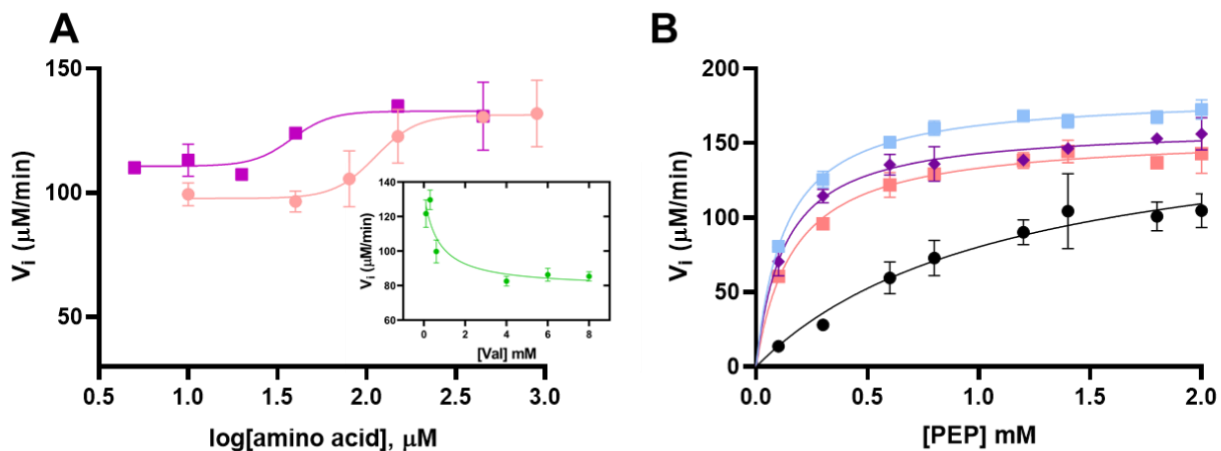 A
150
100
50
Vi (μM/min)
0.5 1.0 1.5 2.0 2.5 3.0
log[amino acid], μM
140
120
100
80
60
Vi (μM/min)
0 2 4 6 8
[Val] mM
B
200
150
100
50
0
Vi (μM/min)
0.0 0.5 1.0 1.5 2.0
[PEP] mM